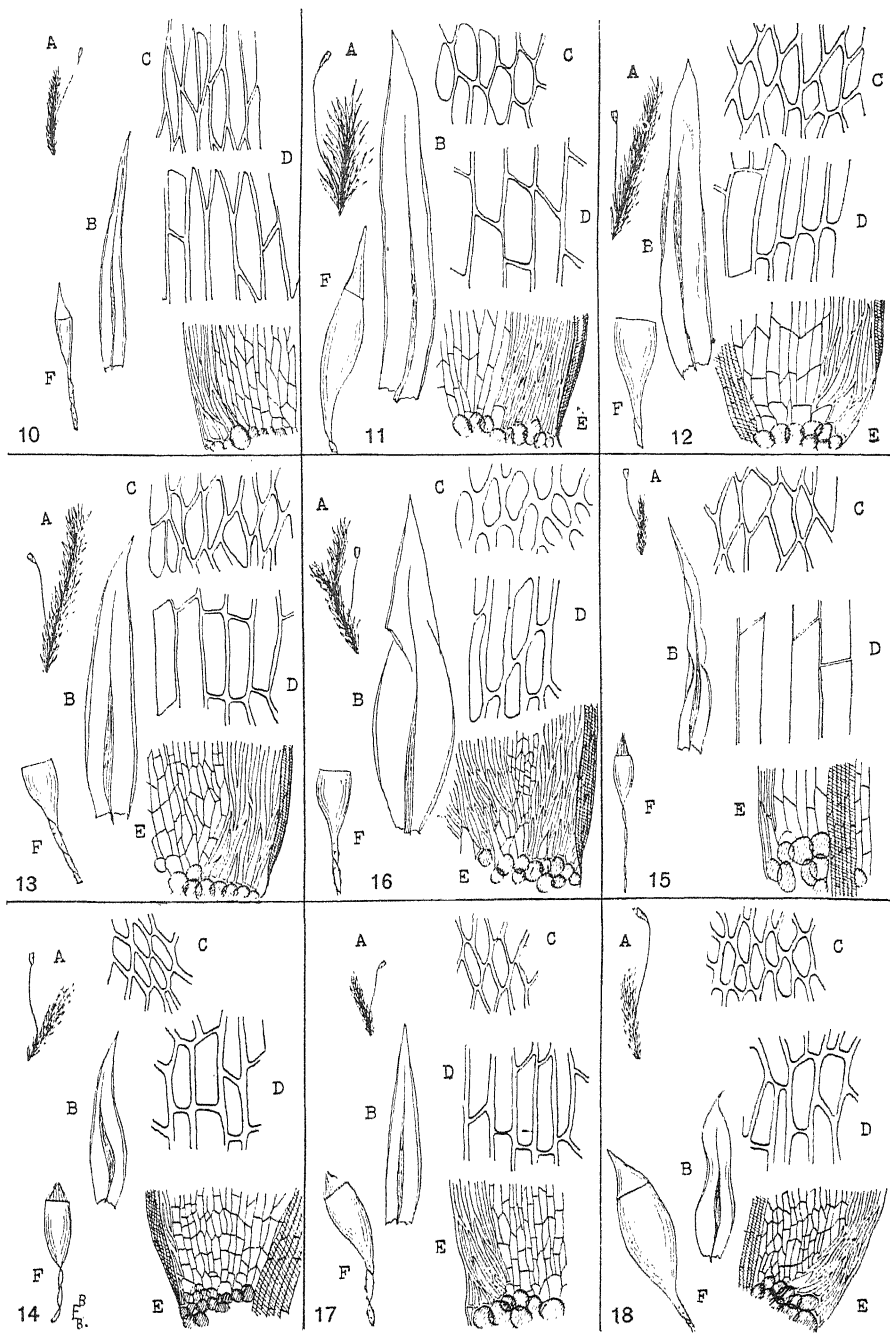 A C D B F 10
A C B D F E 11
A C D B F E 12
C A D B E F 13
C A D B F E 16
A C B D F E 15
A C D B F E 14 E B B.
A C D B E F 17
A C D B F E 18